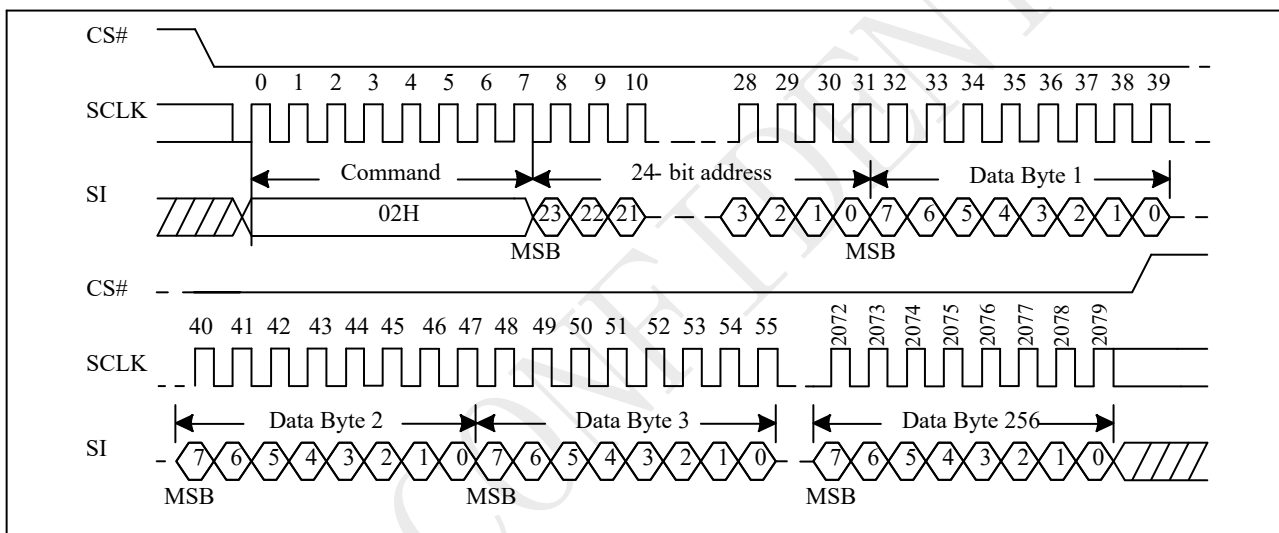 CS#
0 1 2 3 4 5 6 7 8 9 10 28 29 30 31 32 33 34 35 36 37 38 39
SCLK
Command 24- bit address Data Byte 1
SI
02H 23 22 21 3 2 1 0 7 6 5 4 3 2 1 0
MSB MSB
CS#
40 41 42 43 44 45 46 47 48 49 50 51 52 53 54 55 2072 2073 2074 2075 2076 2077 2078 2079
SCLK
Data Byte 2 Data Byte 3 Data Byte 256
SI
7 6 5 4 3 2 1 0 7 6 5 4 3 2 1 0 7 6 5 4 3 2 1 0
MSB MSB MSB
CONFIDENT